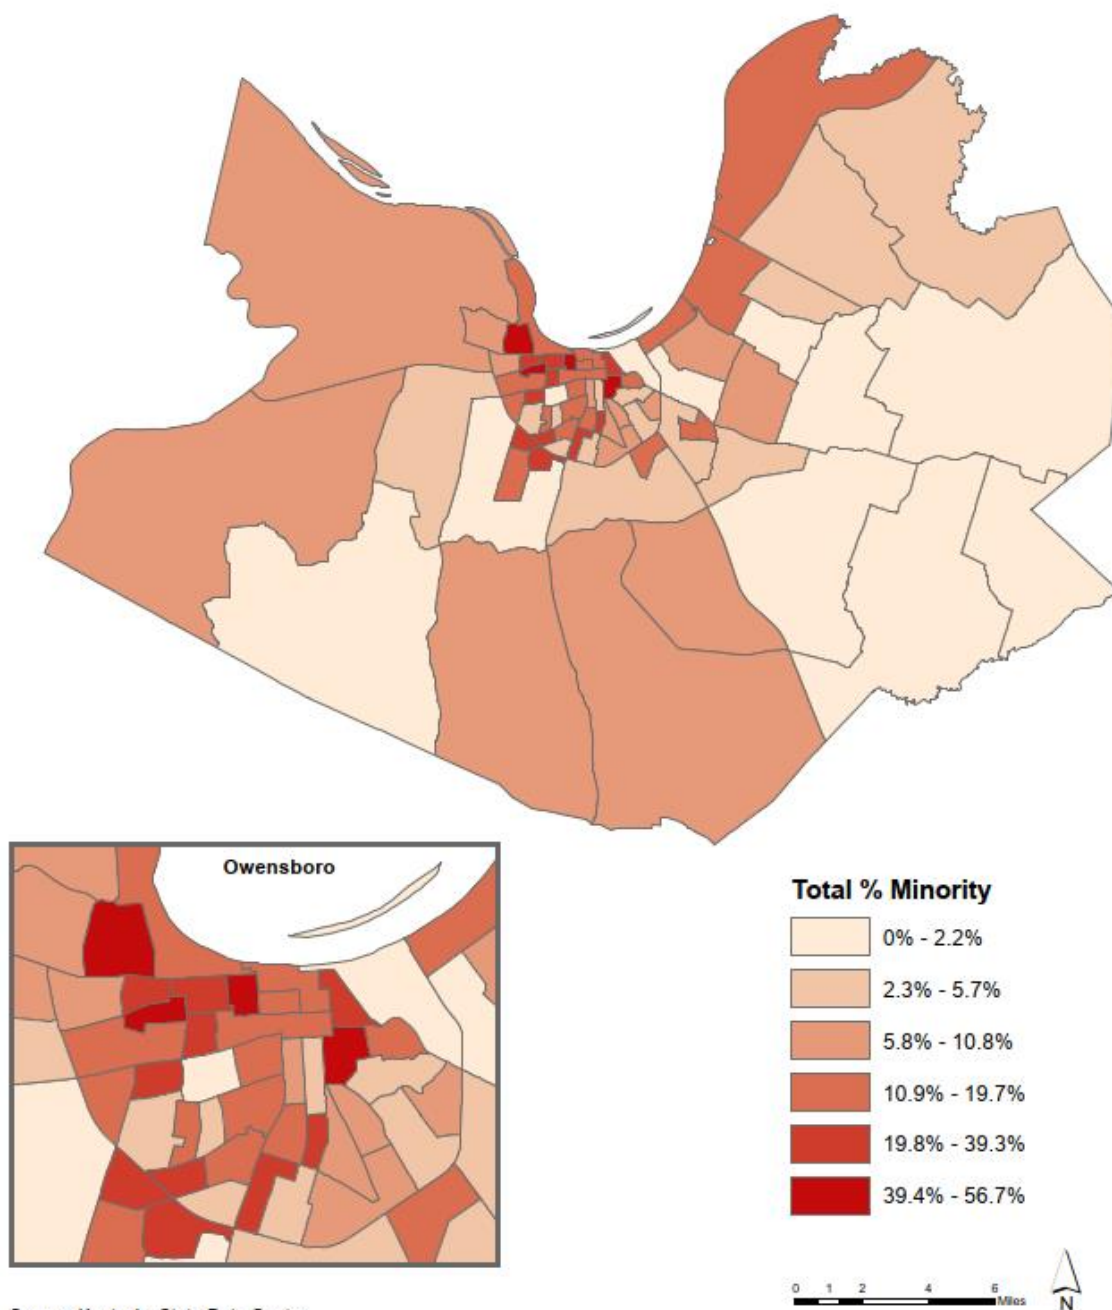 Owensboro
Total % Minority
0% - 2.2%
2.3% - 5.7%
5.8% - 10.8%
10.9% - 19.7%
19.8% - 39.3%
39.4% - 56.7%
0 1 2 4 6
Miles
N